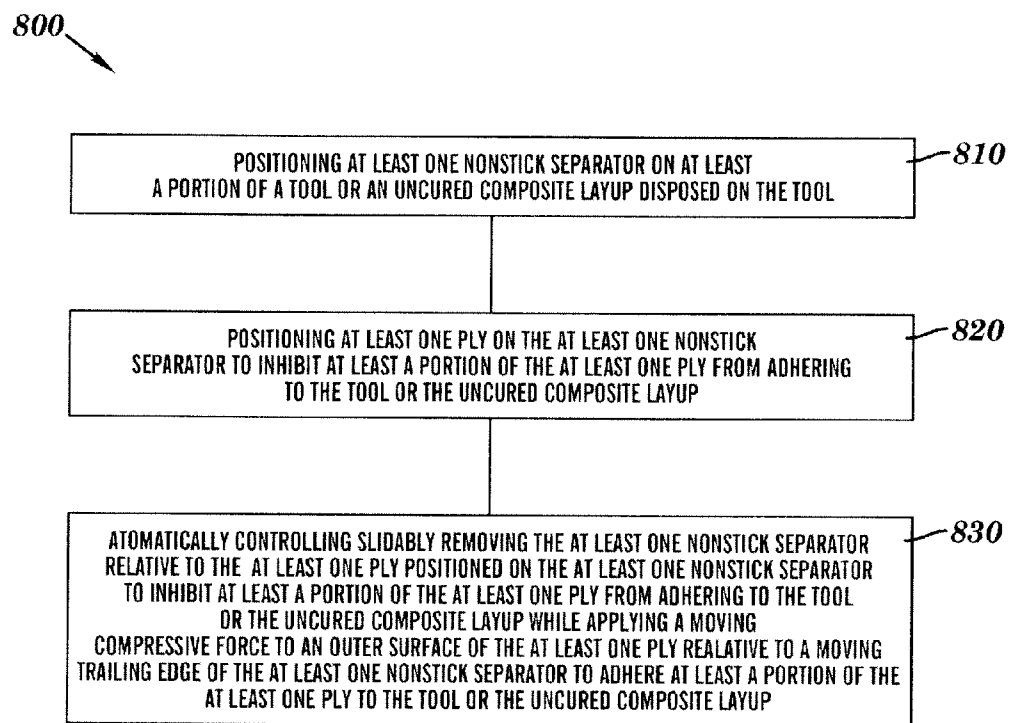 800
POSITIONING AT LEAST ONE NONSTICK SEPARATOR ON AT LEAST
A PORTION OF A TOOL OR AN UNCURED COMPOSITE LAYUP DISPOSED ON THE TOOL
810
POSITIONING AT LEAST ONE PLY ON THE AT LEAST ONE NONSTICK
SEPARATOR TO INHIBIT AT LEAST A PORTION OF THE AT LEAST ONE PLY FROM ADHERING
TO THE TOOL OR THE UNCURED COMPOSITE LAYUP
820
ATOMATICALLY CONTROLLING SLIDABLY REMOVING THE AT LEAST ONE NONSTICK SEPARATOR
RELATIVE TO THE AT LEAST ONE PLY POSITIONED ON THE AT LEAST ONE NONSTICK SEPARATOR
TO INHIBIT AT LEAST A PORTION OF THE AT LEAST ONE PLY FROM ADHERING TO THE TOOL
OR THE UNCURED COMPOSITE LAYUP WHILE APPLYING A MOVING
COMPRESSIVE FORCE TO AN OUTER SURFACE OF THE AT LEAST ONE PLY REALATIVE TO A MOVING
TRAILING EDGE OF THE AT LEAST ONE NONSTICK SEPARATOR TO ADHERE AT LEAST A PORTION OF THE
AT LEAST ONE PLY TO THE TOOL OR THE UNCURED COMPOSITE LAYUP
830